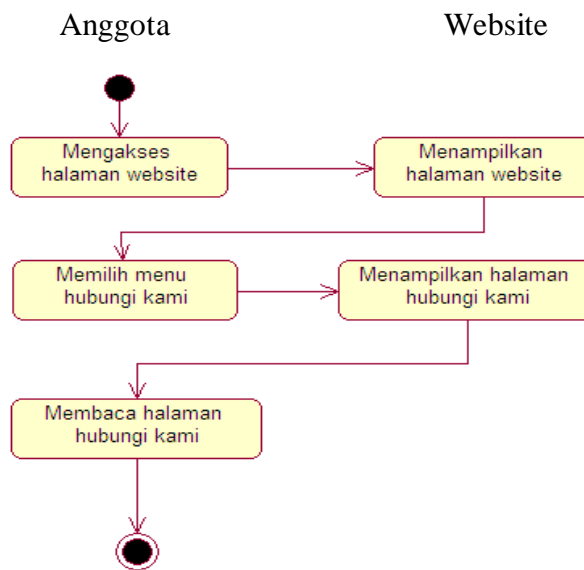 Anggota
Website
Mengakses
halaman website
Menampilkan
halaman website
Memilih menu
hubungi kami
Menampilkan halaman
hubungi kami
Membaca halaman
hubungi kami